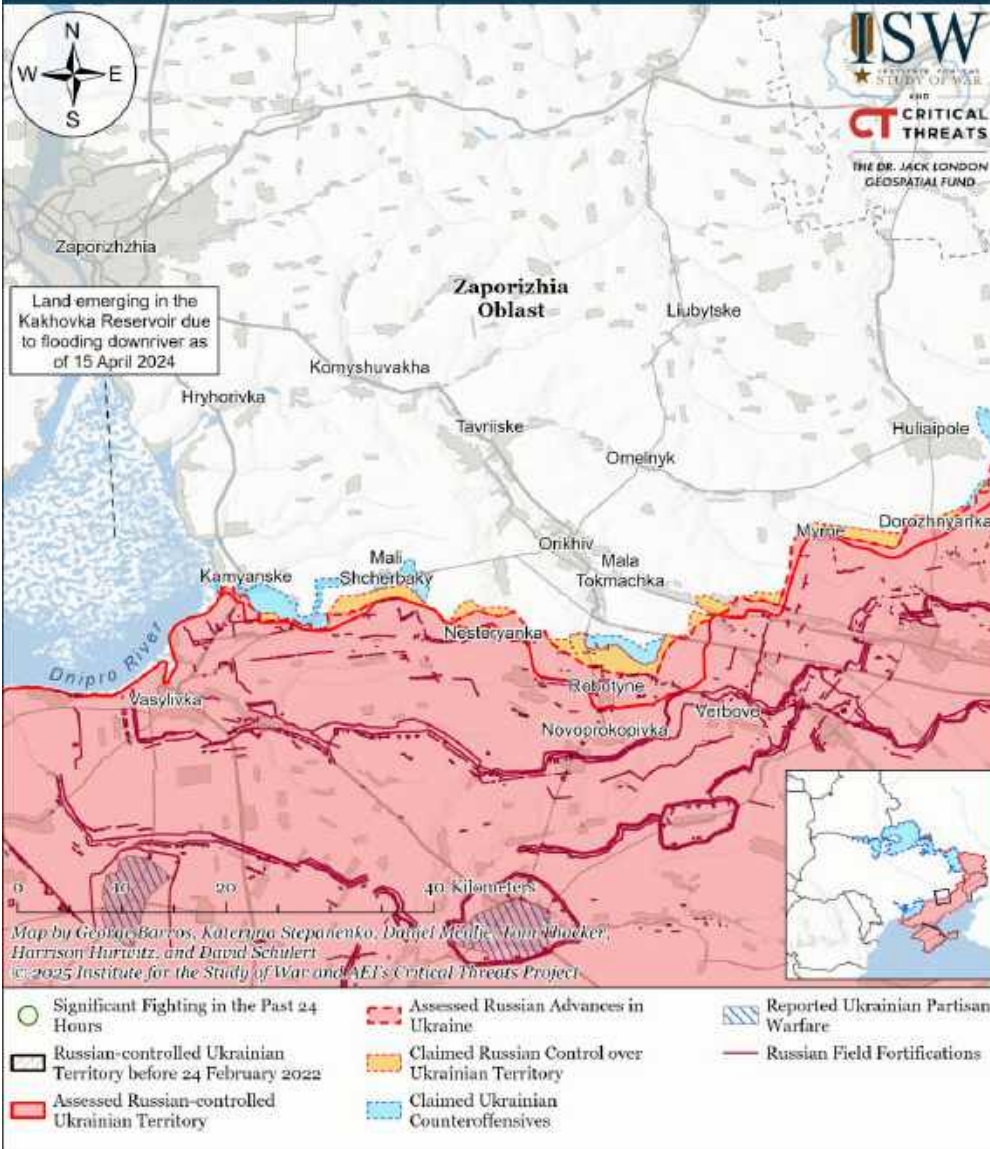 N
W E
S
ISW
INSTITUTE FOR THE
STUDY OF WAR
AND
CT CRITICAL
THREATS
THE DR. JACK LONDON
GEOSPATIAL FUND
Zaporizhzhia
Land emerging in the
Kakhovka Reservoir due
to flooding downriver as
of 15 April 2024
Zaporizhia
Oblast
Liubytske
Komyshuvakha
Hryhorivka
Tavriiske
Huliaipole
Omelnyk
Dorozhnyanka
Myrne
Orikhiv
Mali
Shcherbaky
Mala
Tokmachka
Kamyanske
Nesteryanka
Dnipro River
Robotyne
Vasylivka
Verbove
Novoprokopivka
0 10 20 40 Kilometers
Map by George Barros, Kateryna Stepanenko, Daniel Mealie, Tom Thacker,
Harrison Hurwitz, and David Schulert
© 2025 Institute for the Study of War and AEI's Critical Threats Project
Significant Fighting in the Past 24
Hours
Russian-controlled Ukrainian
Territory before 24 February 2022
Assessed Russian-controlled
Ukrainian Territory
Assessed Russian Advances in
Ukraine
Claimed Russian Control over
Ukrainian Territory
Claimed Ukrainian
Counteroffensives
Reported Ukrainian Partisan
Warfare
Russian Field Fortifications